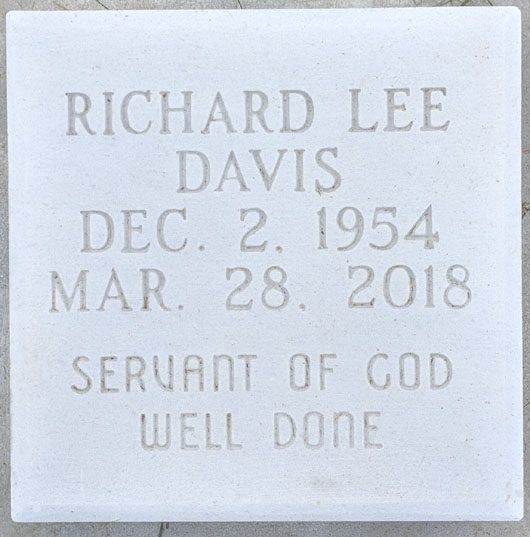 RICHARD LEE
DAVIS
DEC. 2, 1954
MAR. 28, 2018
SERVANT OF GOD
WELL DONE